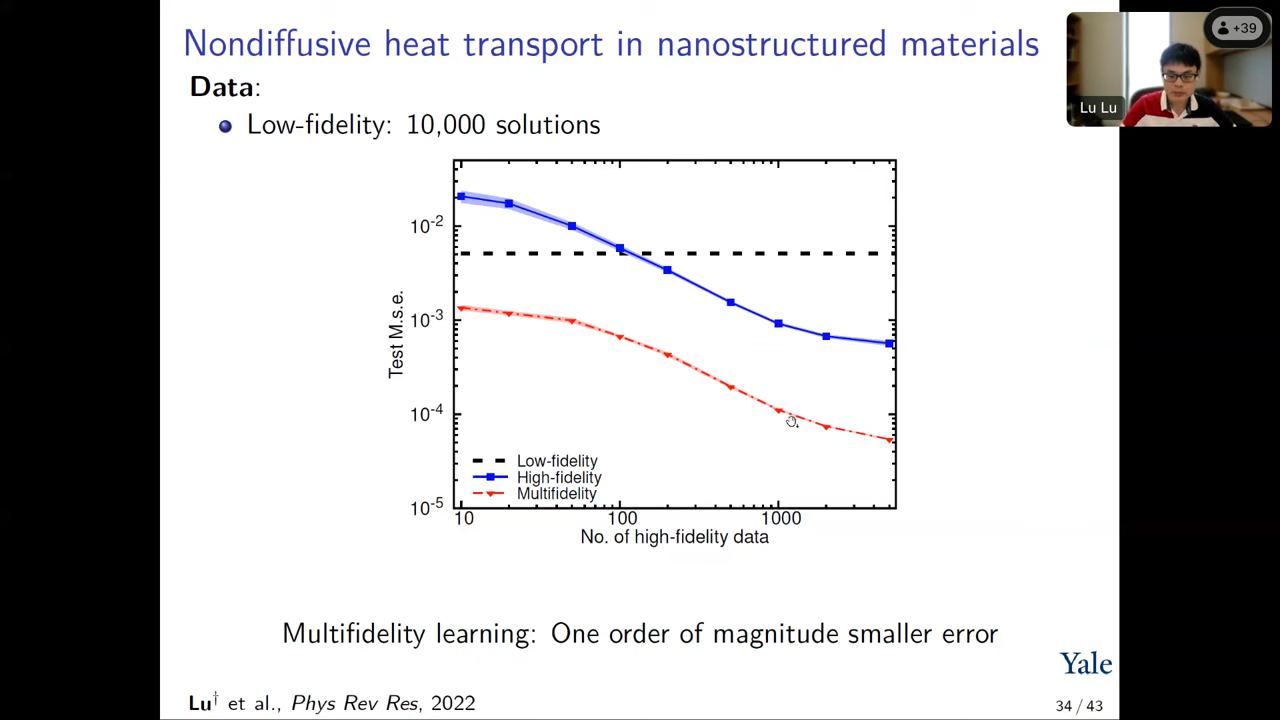 Nondiffusive heat transport in nanostructured materials
+39
Lu Lu
Data:
Low-fidelity: 10,000 solutions
10-2
10-3
10-4
10-5
Test M.s.e.
Low-fidelity
High-fidelity
Multifidelity
10 100 1000
No. of high-fidelity data
Multifidelity learning: One order of magnitude smaller error
Yale
Lu† et al., Phys Rev Res, 2022
34 / 43